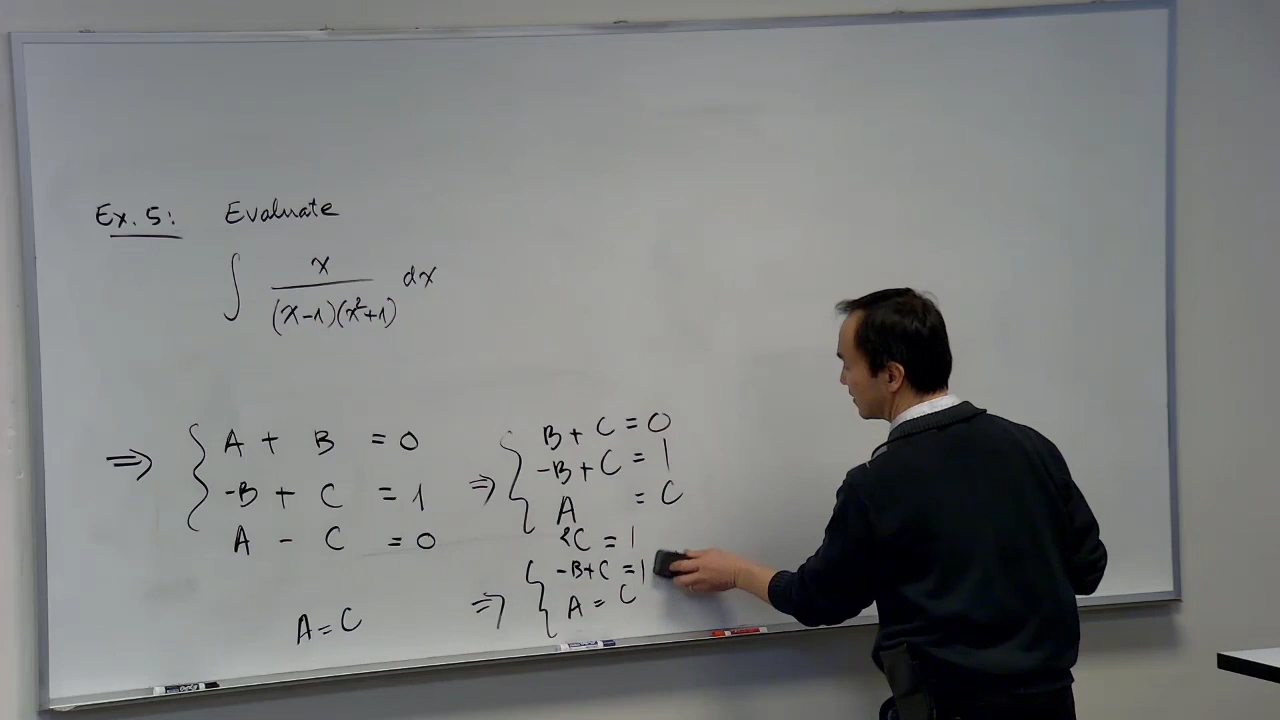 Ex. 5: Evaluate
∫ x / (x-1)(x²+1) dx
⇒ { A + B = 0
-B + C = 1
A - C = 0
A = C
⇒ { B + C = 0
-B + C = 1
A = C
⇒ { 2C = 1
-B+C = 1
A = C